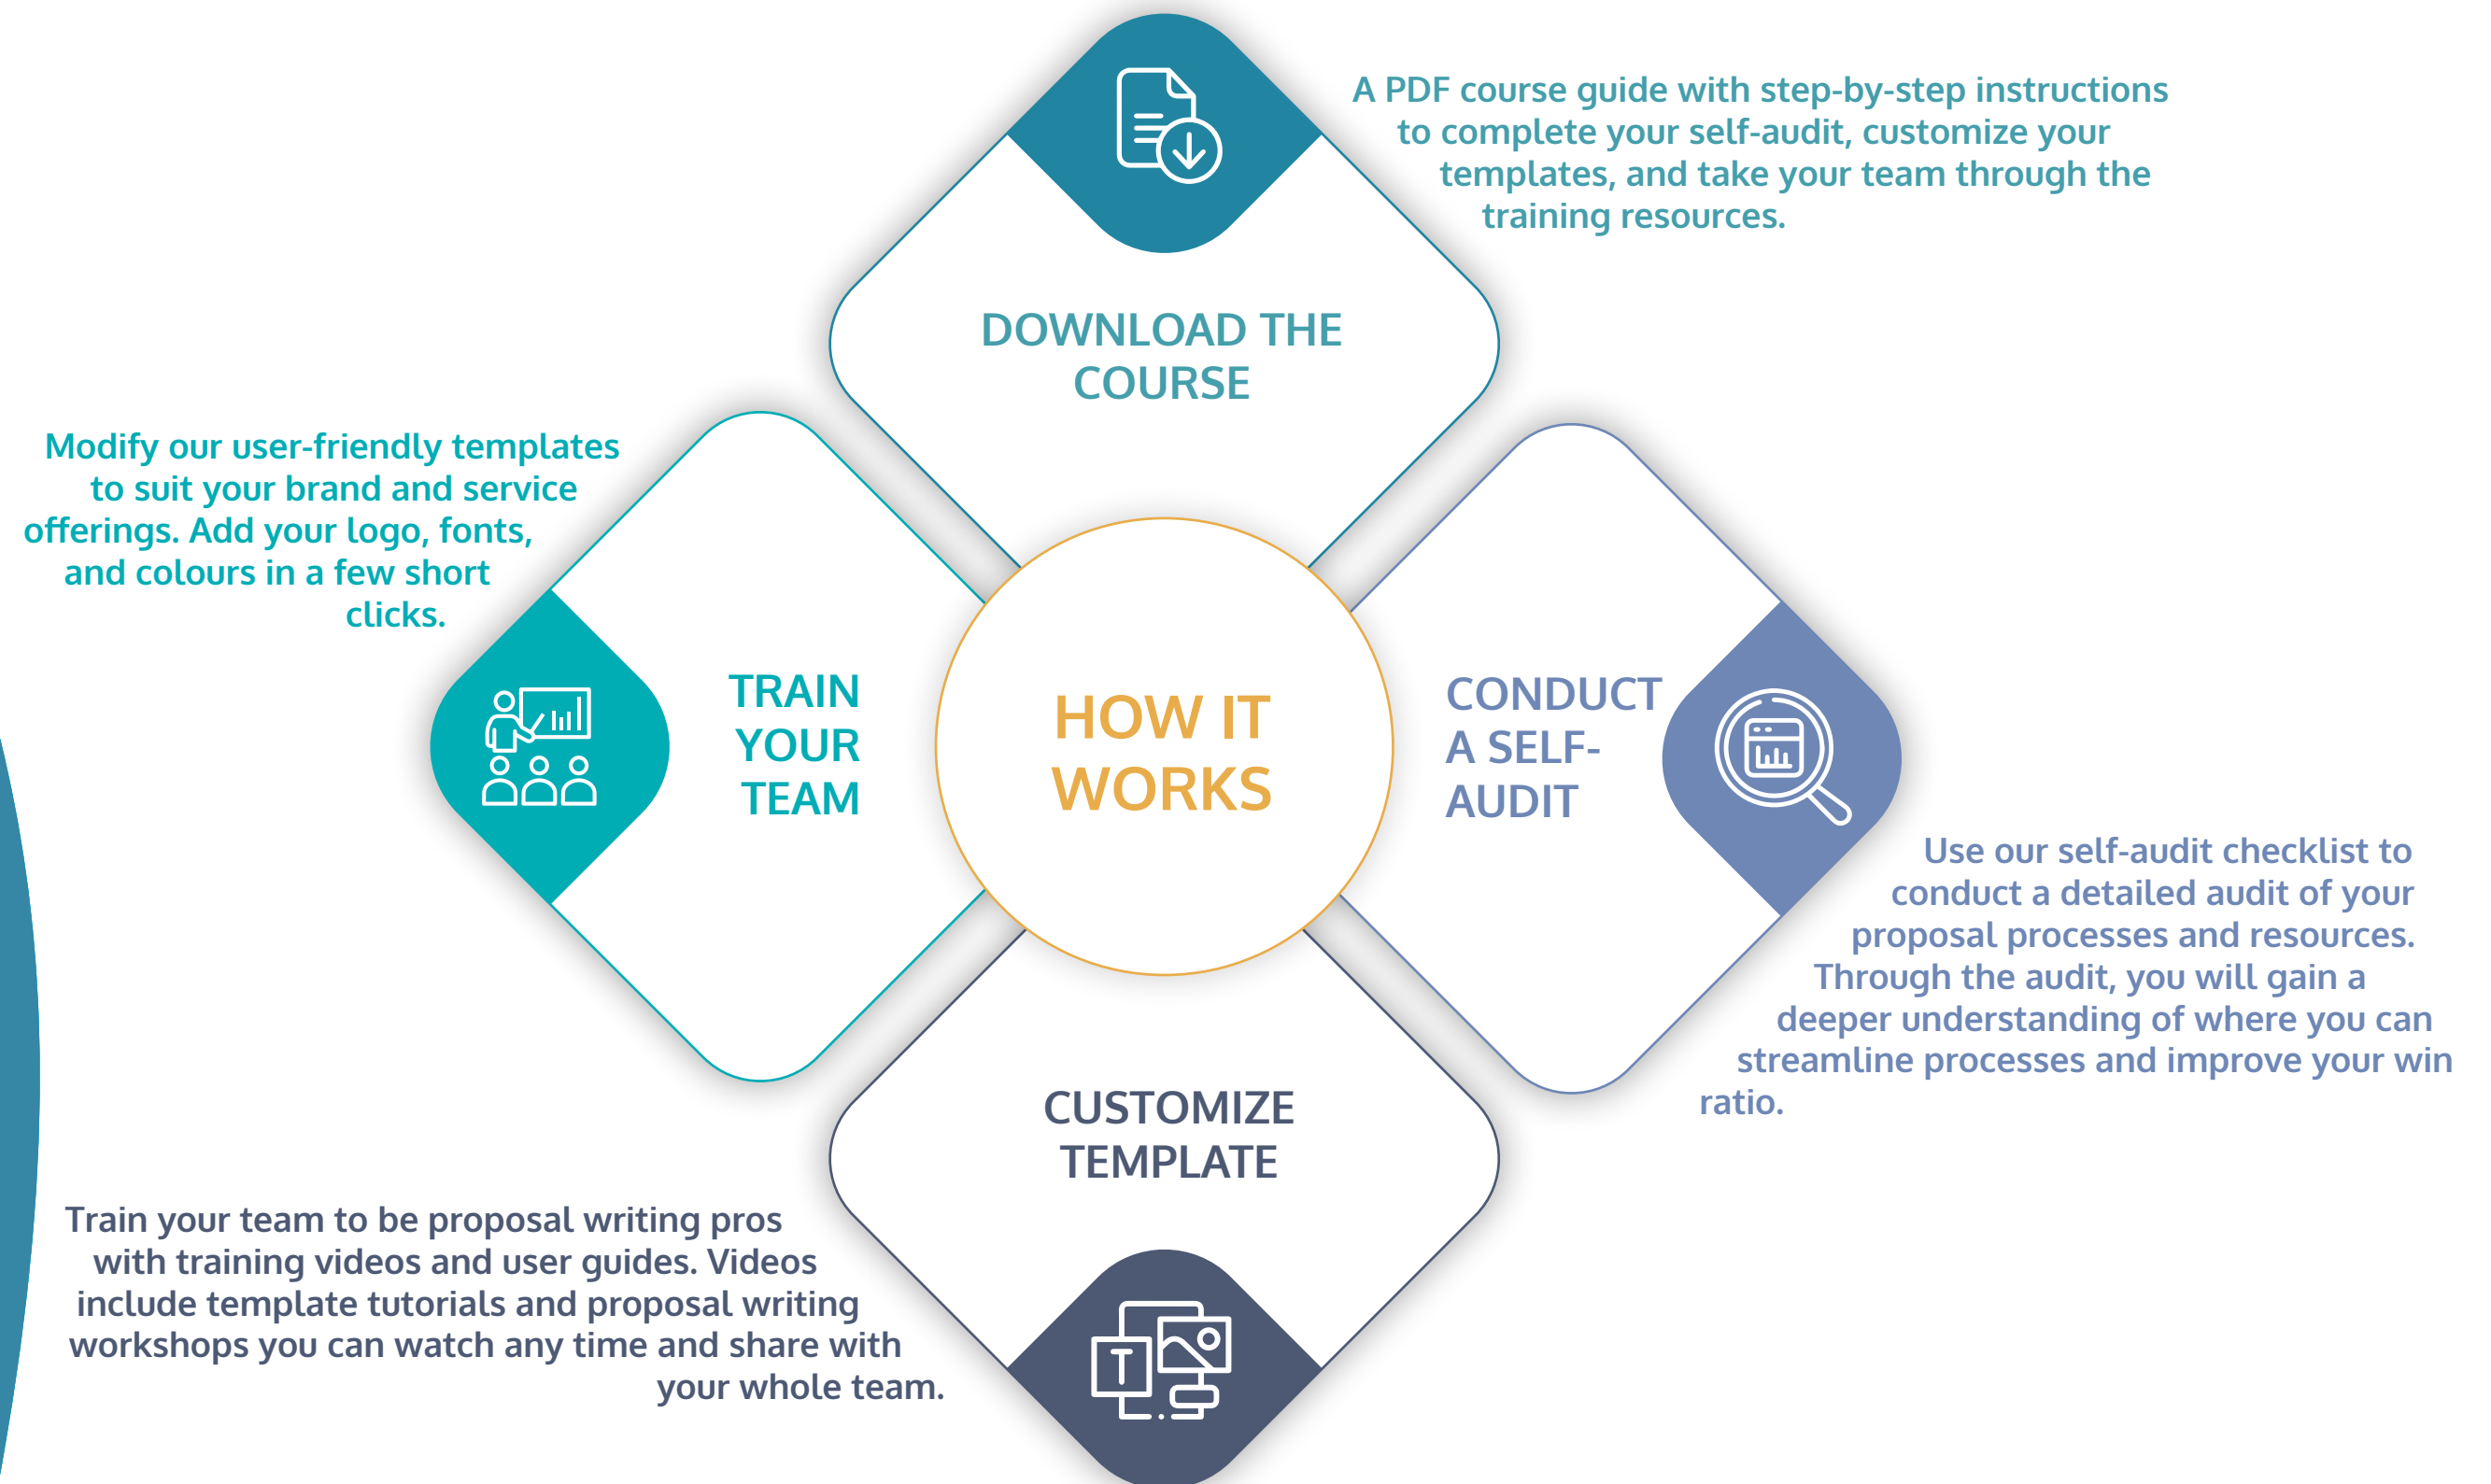 A PDF course guide with step-by-step instructions
to complete your self-audit, customize your
templates, and take your team through the
training resources.
DOWNLOAD THE
COURSE
Modify our user-friendly templates
to suit your brand and service
offerings. Add your logo, fonts,
and colours in a few short
clicks.
TRAIN
YOUR
TEAM
HOW IT
WORKS
CONDUCT
A SELF-
AUDIT
Use our self-audit checklist to
conduct a detailed audit of your
proposal processes and resources.
Through the audit, you will gain a
deeper understanding of where you can
streamline processes and improve your win
ratio.
CUSTOMIZE
TEMPLATE
Train your team to be proposal writing pros
with training videos and user guides. Videos
include template tutorials and proposal writing
workshops you can watch any time and share with
your whole team.
T